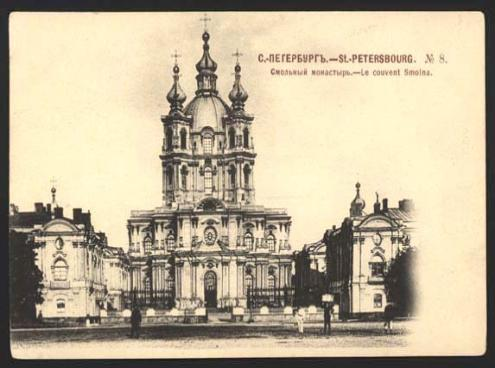 С.-ПЕТЕРБУРГЪ.—St.-PETERSBOURG. № 8.
Смольный монастырь.—Le couvent Smolna.